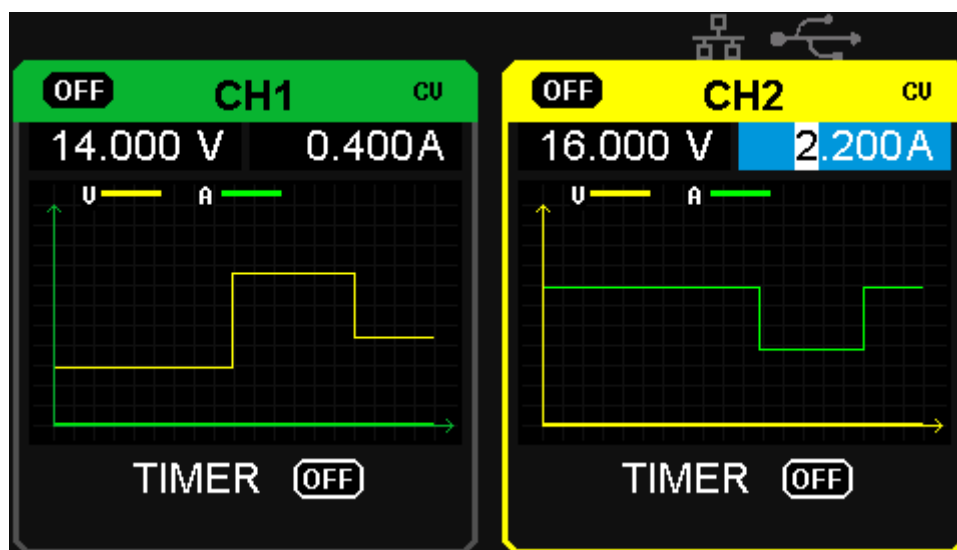 OFF CH1 CV
14.000 V 0.400A
V A
TIMER OFF
OFF CH2 CV
16.000 V 2.200A
V A
TIMER OFF